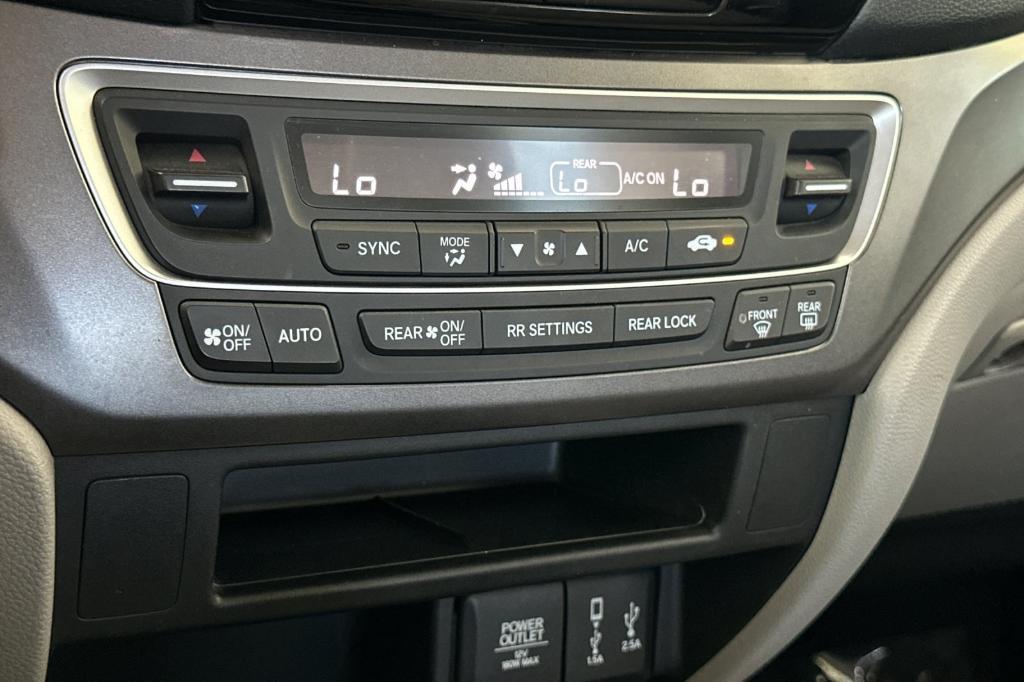 Lo REAR Lo A/C ON Lo
SYNC MODE A/C
ON/OFF AUTO REAR ON/OFF RR SETTINGS REAR LOCK FRONT REAR
POWER
OUTLET
12V
180W MAX
1.5A 2.5A